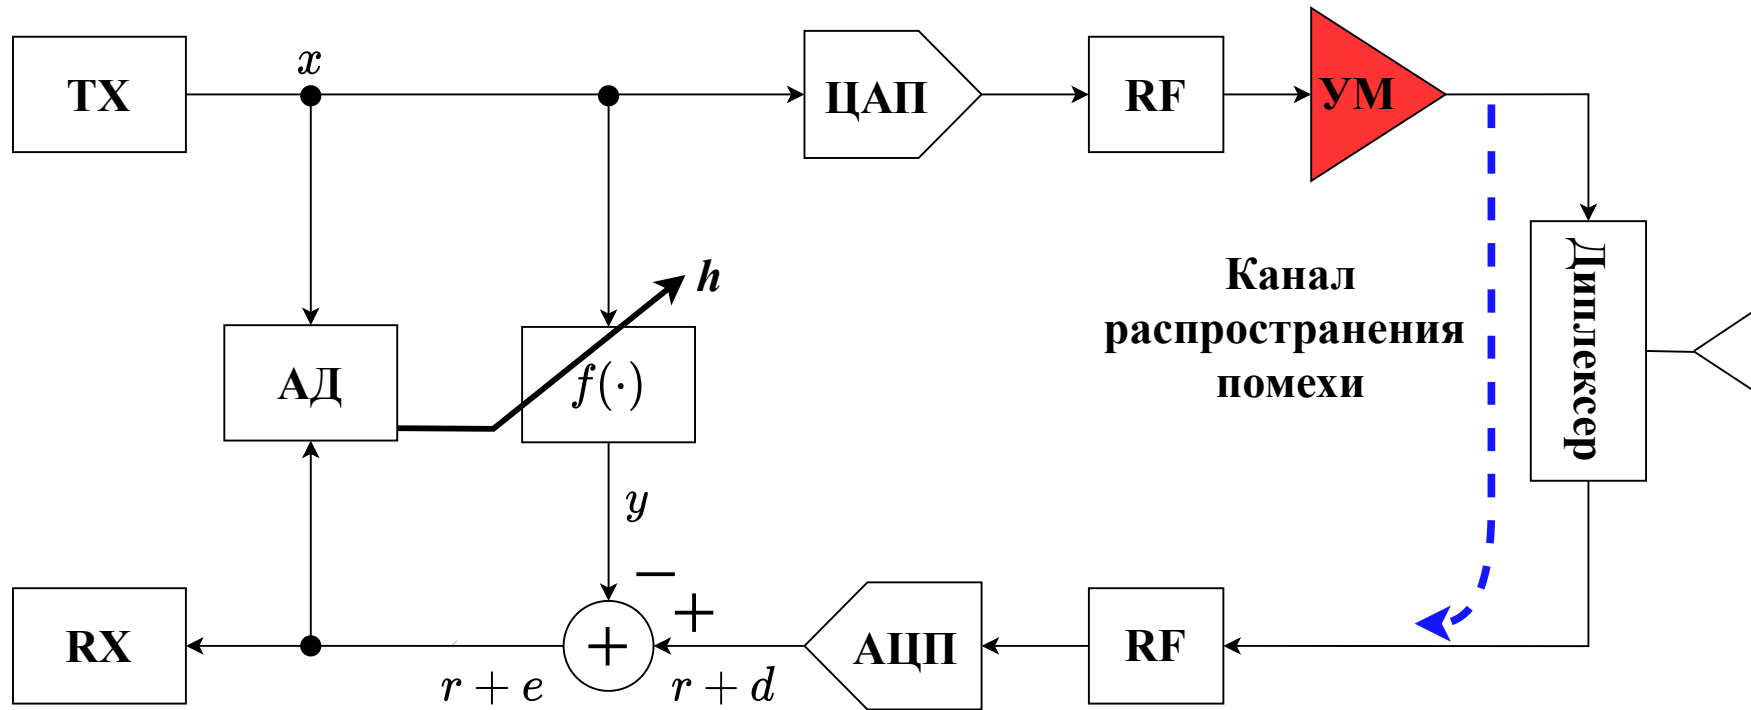 x
TX
ЦАП
RF
УМ
h
Канал
распространения
помехи
Диплексер
АД
f(·)
y
−
+
RX
+
АЦП
RF
r + e
r + d